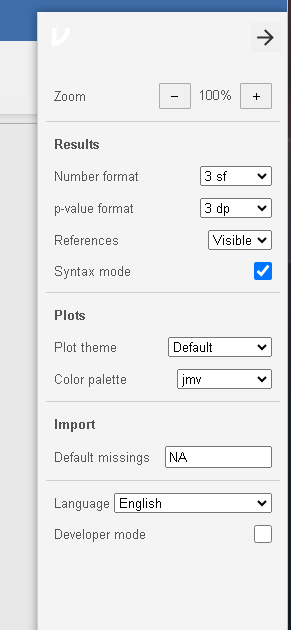 Zoom − 100% +
Results
Number format 3 sf
p-value format 3 dp
References Visible
Syntax mode
Plots
Plot theme Default
Color palette jmv
Import
Default missings NA
Language English
Developer mode